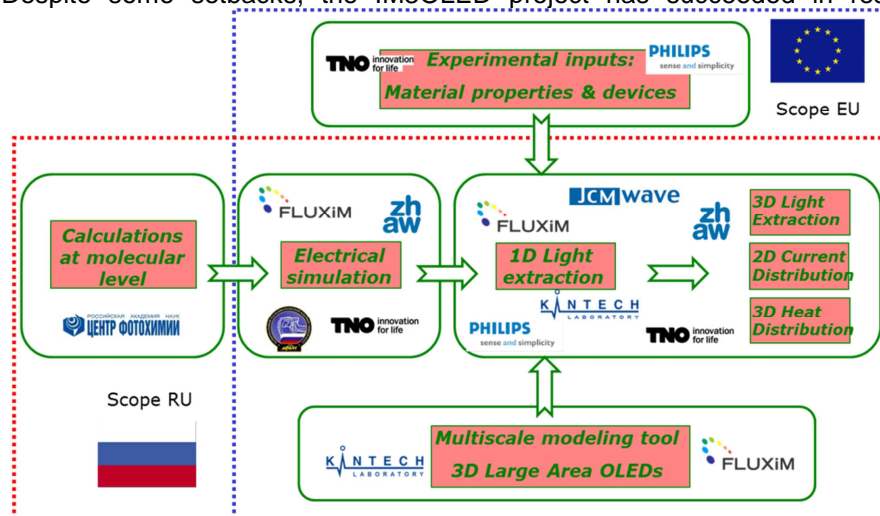 Despite some setbacks, the IM3OLED project has succeeded in
TNO innovation for life
Experimental inputs:
Material properties & devices
PHILIPS
sense and simplicity
Scope EU
Calculations
at molecular
level
РОССИЙСКАЯ АКАДЕМИЯ НАУК
ЦЕНТР ФОТОХИМИИ
FLUXiM
zh
aw
Electrical
simulation
TNO innovation
for life
FLUXiM
JCMwave
zh
aw
1D Light
extraction
KINTECH
LABORATORY
PHILIPS
sense and simplicity
TNO innovation
for life
3D Light
Extraction
2D Current
Distribution
3D Heat
Distribution
Scope RU
KINTECH
LABORATORY
Multiscale modeling tool
3D Large Area OLEDs
FLUXiM